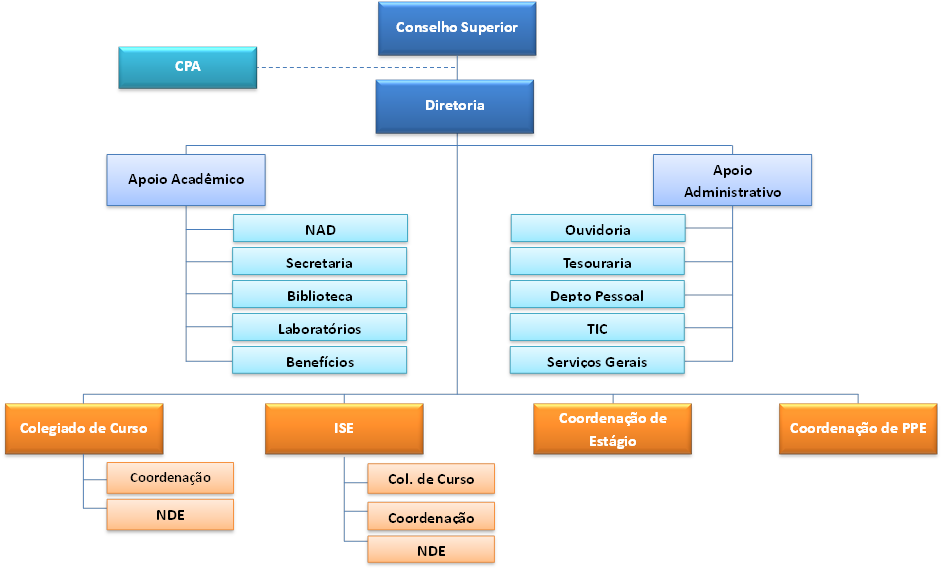 Conselho Superior
CPA
Diretoria
Apoio Acadêmico
Apoio
Administrativo
NAD
Secretaria
Biblioteca
Laboratórios
Benefícios
Ouvidoria
Tesouraria
Depto Pessoal
TIC
Serviços Gerais
Colegiado de Curso
Coordenação
NDE
ISE
Col. de Curso
Coordenação
NDE
Coordenação de
Estágio
Coordenação de PPE